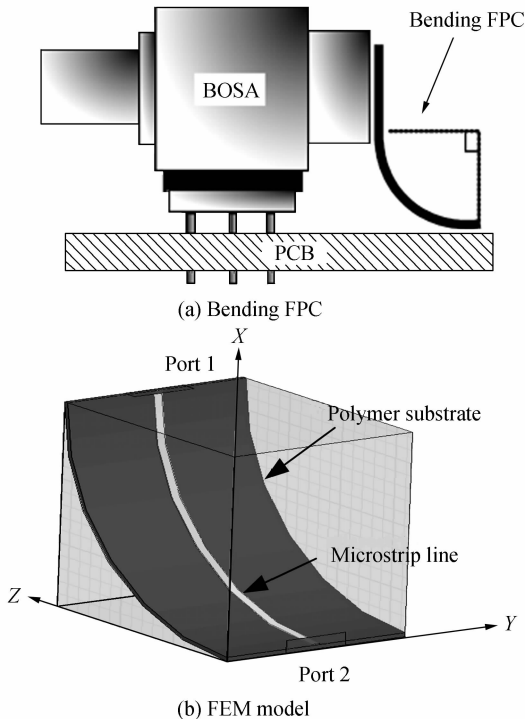 Bending FPC
BOSA
PCB
(a) Bending FPC
X
Port 1
Polymer substrate
Microstrip line
Z
Y
Port 2
(b) FEM model